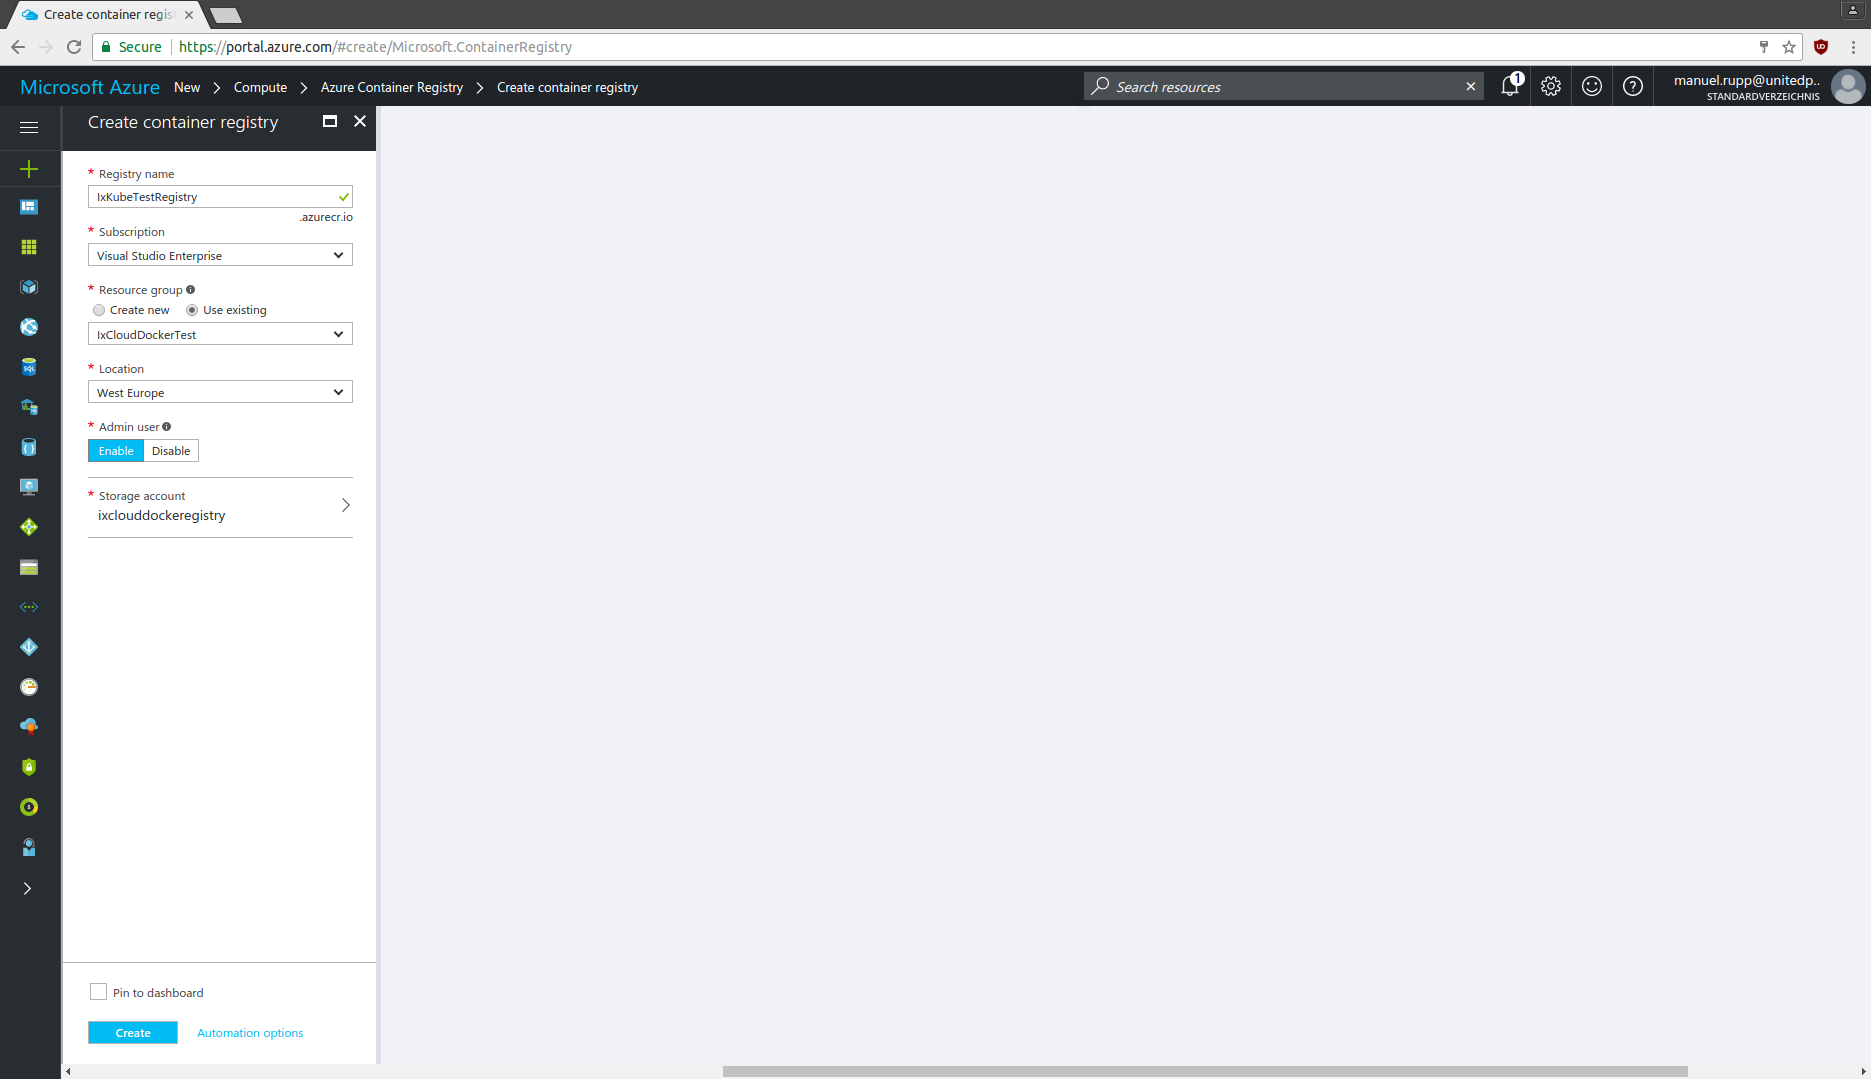 Create container regis
Secure https://portal.azure.com/#create/Microsoft.ContainerRegistry
Microsoft Azure New Compute Azure Container Registry Create container registry Search resources 1 manuel.rupp@unitedp..
STANDARDVERZEICHNIS
Create container registry
* Registry name
IxKubeTestRegistry
.azurecr.io
* Subscription
Visual Studio Enterprise
* Resource group
Create new Use existing
IxCloudDockerTest
* Location
West Europe
* Admin user
Enable Disable
* Storage account
ixclouddockeregistry
Pin to dashboard
Create Automation options